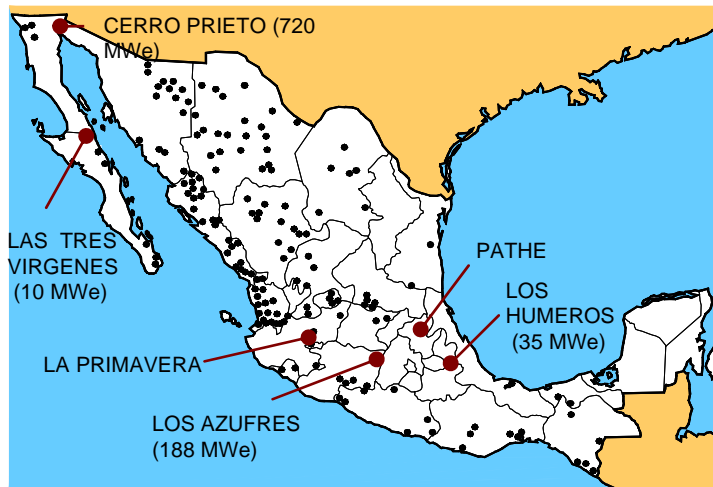 CERRO PRIETO (720
MWe)
LAS TRES
VIRGENES
(10 MWe)
PATHE
LOS
HUMEROS
(35 MWe)
LA PRIMAVERA
LOS AZUFRES
(188 MWe)